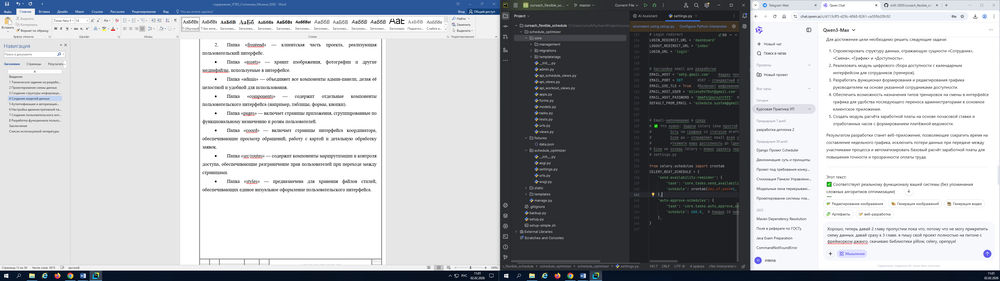 содержание_УП05_Степанова_Милена_0202 - Word
Файл Главная Вставка Дизайн Макет Ссылки Рассылки Рецензирование Вид Что вы хотите сделать? Вход Общий доступ
Вставить
Вырезать
Копировать
Формат по образцу
Буфер обмена
Times New F 14
Шрифт
Абзац
АаБбВı АаБбВı АаБбВ АаБб АаБбВв АаБбВв АаБбВвІ АаБбВ АаБбВ АаБбВ АаБбВ Ааbб АаБбВ АаБбВ
¶ Обычный ¶ Без инте... Заголово... Заголово... Заголово... Заголово... Заголово... Заголово... Заголово... Заголово... Заголово... Заголовок Подзагол... Слабое в...
Стили
Найти
Заменить
Выделить
Редактирование
Навигация
Поиск в документе
Заголовки Страницы Результаты
Введение
1 Техническое задание на разрабо...
2 Проектирование схемы данных
3 Создание структуры информаци...
4 Создание моделей данных
5 Аутентификация и авторизация...
6 Настройка административной па...
7 Создание пользовательского инт...
8 Разработка функционала пользо...
Заключение
Список используемой литературы
2. Папка «frontend» — клиентская часть проекта, реализующая
пользовательский интерфейс.
• Папка «assets» — хранит изображения, фотографии и другие
медиафайлы, используемые в интерфейсе.
• Папка «admin» — объединяет все компоненты админ-панели, делая её
целостной и удобной для использования.
• Папка «components» — содержит отдельные компоненты
пользовательского интерфейса (например, таблицы, формы, кнопки).
• Папка «pages» — включает страницы приложения, сгруппированные по
функциональному назначению и ролям пользователей.
• Папка «coord» — включает страницы интерфейса координатора,
обеспечивающие просмотр обращений, работу с картой и детальную обработку
заявок.
• Папка «src/routes» — содержит компоненты маршрутизации и контроля
доступа, обеспечивающие разграничение прав пользователей при переходе между
страницами.
• Папка «styles» — предназначена для хранения файлов стилей,
обеспечивающих единое визуальное оформление пользовательского интерфейса.
Лист
Страница 12 из 39 Число слов: 3875 русский 100%
РУС 11:01 02.02.2026
CS cursach_flexible_sc... master Current File
Project
cursach_flexible_schedule C:\Users\stud\PycharmProjects\cursa
schedule_optimizer
core
management
migrations
templatetags
__init__.py
admin.py
api_schedule_views.py
api_views.py
api_workout_views.py
apps.py
forms.py
models.py
tasks.py
tests.py
urls.py
views.py
fixtures
data.json
schedule_optimizer
__init__.py
asgi.py
settings.py
urls.py
wsgi.py
static
templates
manage.py
.gitignore
backup.py
setup.py
setup-simple.sh
External Libraries
Scratches and Consoles
AI Assistant settings.py
vironment using setup.py Configure Python interpreter
69
113 # Login redirect
114 LOGIN_REDIRECT_URL = 'dashboard'
115 LOGOUT_REDIRECT_URL = 'index'
116 LOGIN_URL = 'login'
117
118
119 # Настройки email для разработки
120 EMAIL_HOST = 'smtp.gmail.com' #адрес поч
121 EMAIL_PORT = 587 #587 - стандартный п
122 EMAIL_USE_TLS = True #Включает шифрование
123 EMAIL_HOST_USER = 'milena9470st@gmail.com'
124 EMAIL_HOST_PASSWORD = 'dmwfojpsrxzrrtft' #
125 DEFAULT_FROM_EMAIL = 'schedule.system@gmail
126
127
128 # Email-напоминание в среду
129 # ✅ Что нужно: Задача Celery (или простой
130 # Есть ли графики со статусом draft
131 # Если да — отправляет email всем с
132 # «Укажите вашу доступность до [ден
133 # Если не хочешь Celery — можно сделать чер
134 # settings.py
135
136 from celery.schedules import crontab
137 CELERY_BEAT_SCHEDULE = {
138 'send-availability-reminder': {
139 'task': 'core.tasks.send_availabili
140 'schedule': crontab(day_of_week=1,
141 },
142 'auto-approve-schedules': {
143 'task': 'core.tasks.auto_approve_sc
144 'schedule': 600.0, # Каждые 10 мин
145 },
146 }
147
ı_flexible_schedule > schedule_optimizer > schedule_optimizer > settings.py 141:7 CRLF UTF-8 4 spaces <No interpreter>
Telegram Web Qwen Chat milli-2005/cursach_flexible_sch
chat.qwen.ai/c/d113cff3-d29c-4068-8261-ca595b20fc92
Новый чат
Поиск в чатах
Проекты
Новый проект
Все чаты
Сегодня
Курсовая Практика УП
Предыдущие 7 дней
разработка диплома 2
Предыдущие 30 дней
Django Проект Ccheduler
Деноминация: суть и принципы
Проект под требования конку...
Стилизация Панели Управлени...
Модальные окна перекрываю...
Проектирование системы пла...
2025
Maven Dependency Resolution
Поля в реферате по ГОСТу
Java Exam Preparation
CommandNotFoundError
M milena
Qwen3-Max
Для достижения цели необходимо решить следующие задачи:
1. Спроектировать структуру данных, отражающую сущности «Сотрудник»,
«Смена», «График» и «Доступность».
2. Реализовать модуль цифрового сбора доступности с календарным
интерфейсом для сотрудников (тренеров).
3. Разработать функционал формирования и редактирования графика
руководителем на основе указанной сотрудниками доступности.
4. Обеспечить возможность назначения типов тренировок на смены в интерфейсе
графика для удобства последующего переноса администраторами в основное
клиентское приложение.
5. Создать модуль расчёта заработной платы на основе почасовой ставки и
отработанных часов с формированием платёжной ведомости.
Результатом разработки станет веб-приложение, позволяющее сократить время на
составление недельного графика, исключить потери данных при передаче между
участниками процесса и автоматизировать базовый расчёт заработной платы для
повышения точности и прозрачности оплаты труда.
Этот текст:
✅ Соответствует реальному функционалу вашей системы (без упоминания
сложных алгоритмов оптимизации)
Редактирование изображения Генерация изображений Генерация видео
Артефакты веб-разработка
Хорошо, теперь давай 2 главу пропустим пока что, потому что не могу прикрепить
схему данных. давай сразу к 3 главе. я пишу свой проект полностью на питоне с
фреймворком джанго, скачиваю библиотеки pillow, celery, openpyxl
Мышление
Содержимое, созданное ИИ, может быть неточным.
11:01
02.02.2026